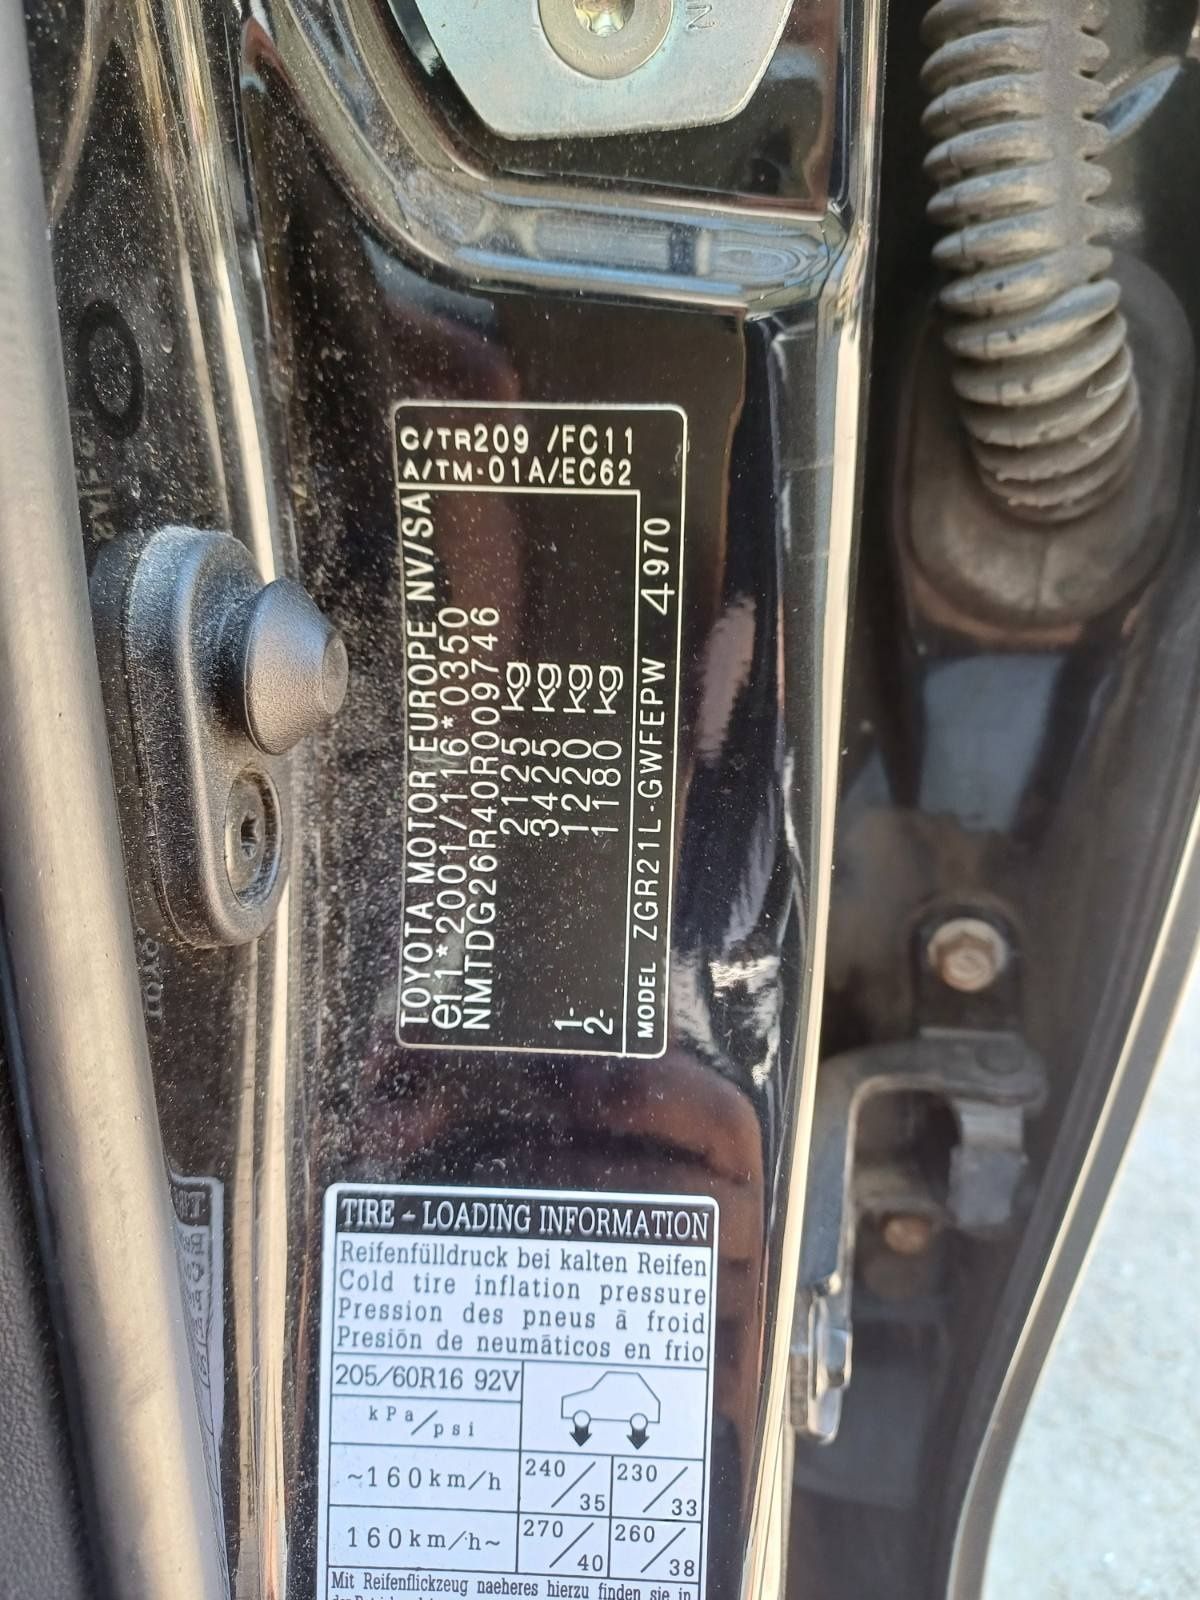 C/TR209 /FC11
A/TM-01A/EC62
TOYOTA MOTOR EUROPE NV/SA
e11*2001/116*0350
NMTDG26R40R009746
2125 kg
3425 kg
1- 1220 kg
2- 1180 kg
MODEL ZGR21L-GWFEPW 4970
TIRE - LOADING INFORMATION
Reifenfülldruck bei kalten Reifen
Cold tire inflation pressure
Pression des pneus à froid
Presión de neumáticos en frio
205/60R16 92V
kPa/psi
~160km/h 240/35 230/33
160km/h~ 270/40 260/38
Mit Reifenflickzeug naeheres hierzu finden sie in